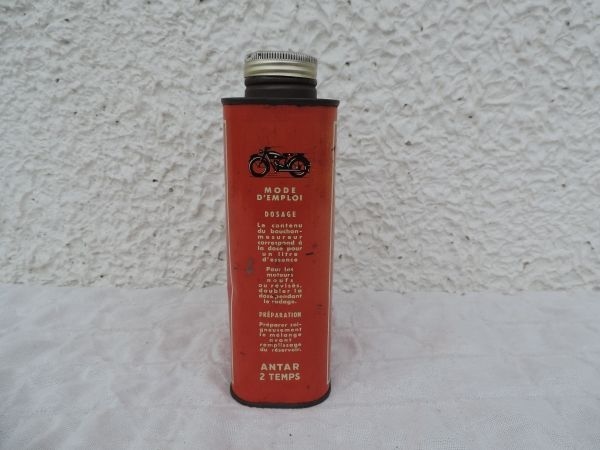 MODE
D'EMPLOI
DOSAGE
Le contenu
du bouchon-
mesureur
correspond à
la dose pour
un litre
d'essence
Pour les
moteurs
neufs
ou révisés,
doubler la
dose pendant
le rodage.
PRÉPARATION
Préparer soi-
gneusement
le mélange
avant
remplissage
du réservoir.
ANTAR
2 TEMPS